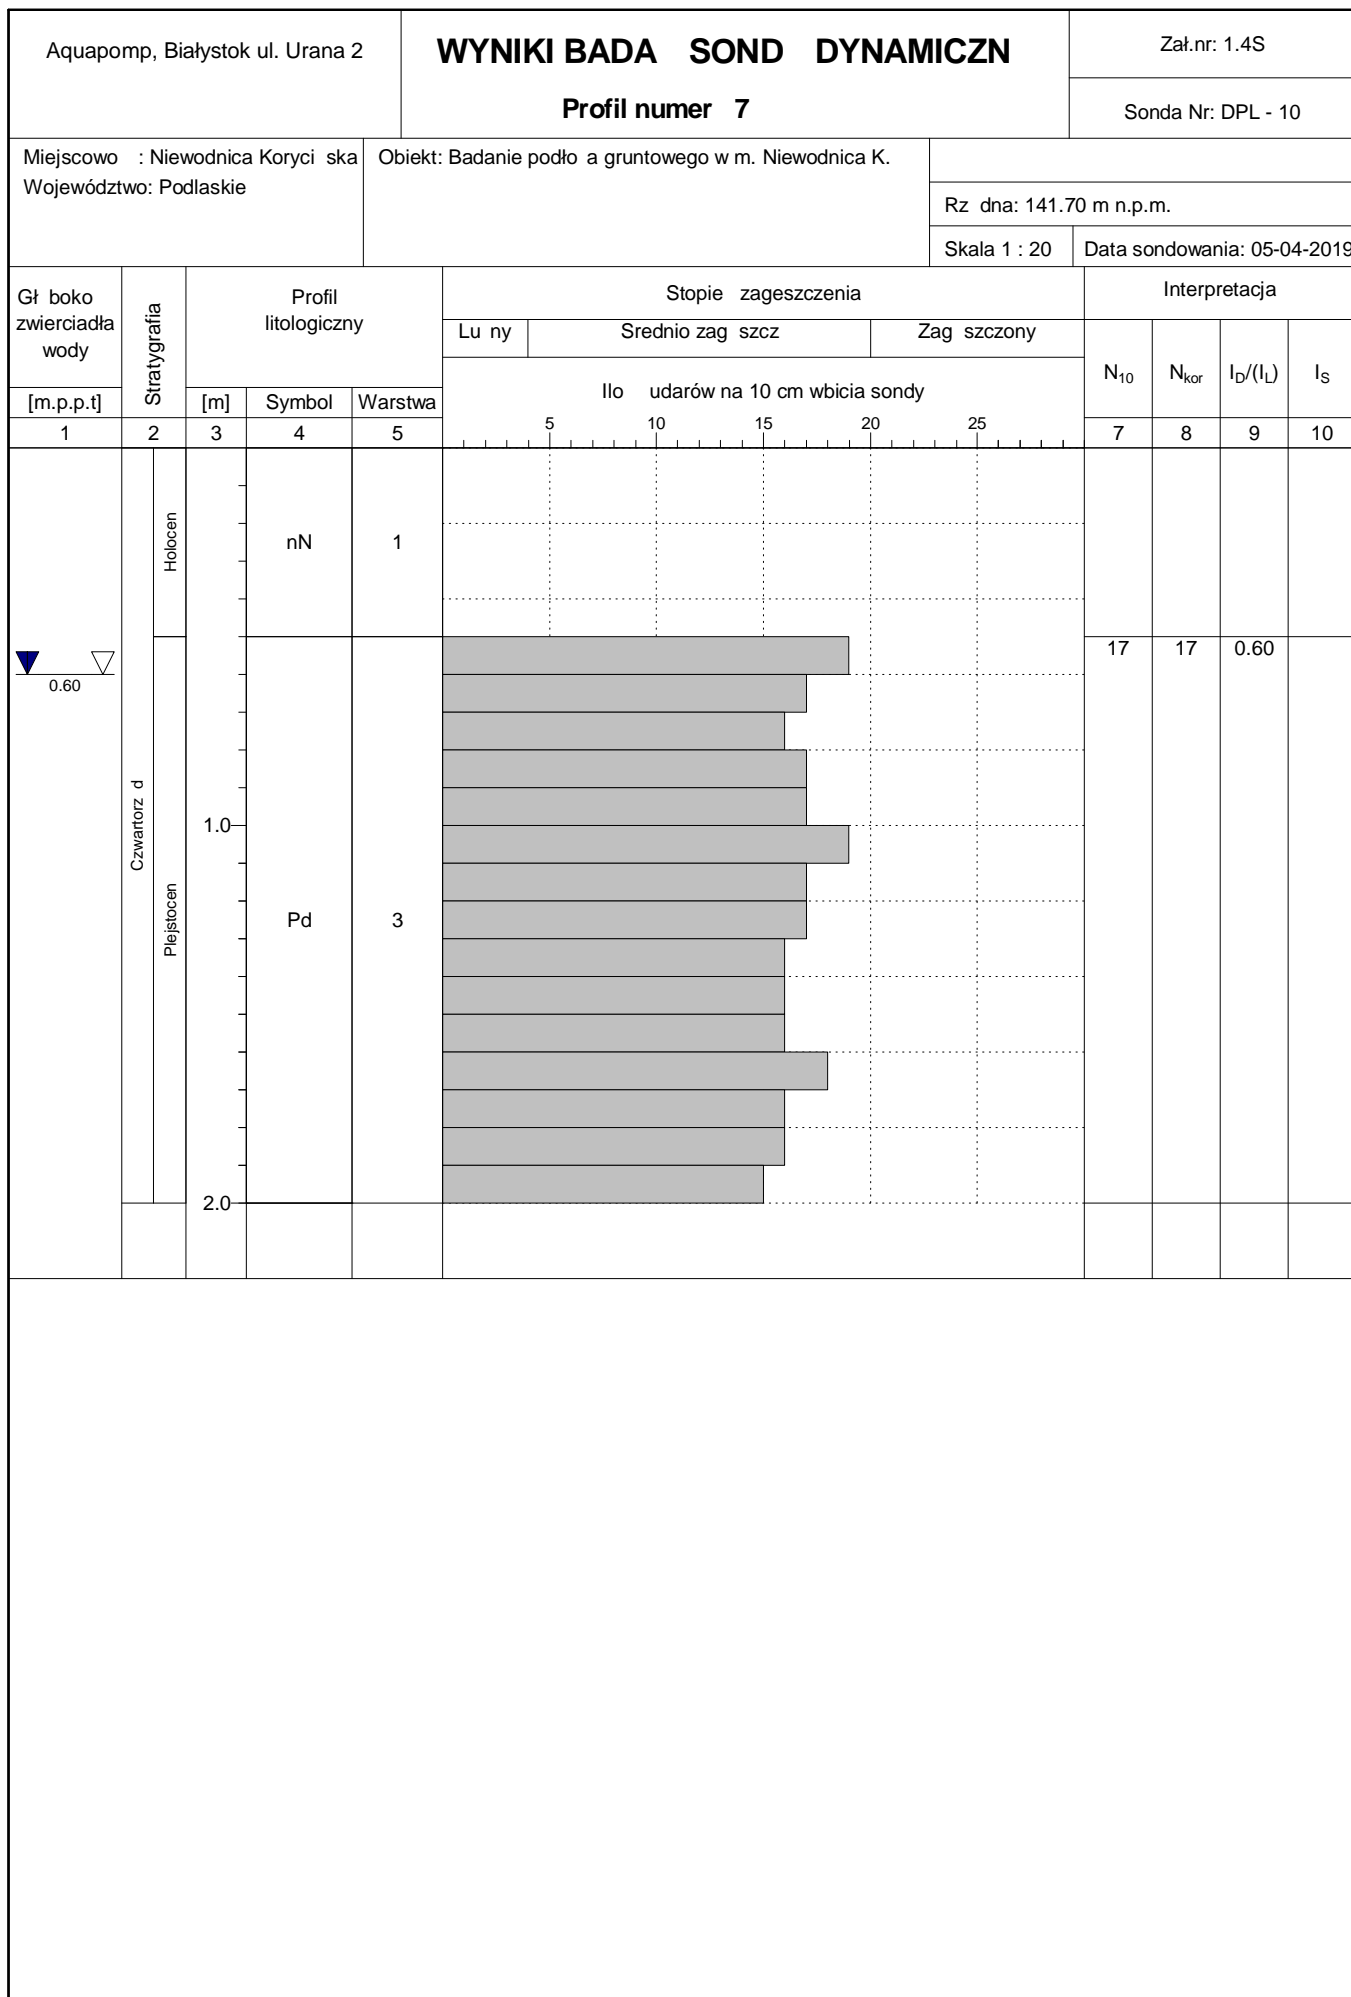 Aquapomp, Białystok ul. Urana 2
WYNIKI BADA SOND DYNAMICZN
Profil numer 7
Zał.nr: 1.4S
Sonda Nr: DPL - 10
Miejscowo : Niewodnica Koryci ska
Województwo: Podlaskie
Obiekt: Badanie podło a gruntowego w m. Niewodnica K.
Rz dna: 141.70 m n.p.m.
Skala 1 : 20
Data sondowania: 05-04-2019
Gł boko
zwierciadła
wody
[m.p.p.t]
Stratygrafia
Profil
litologiczny
[m] Symbol Warstwa
Stopie zageszczenia
Lu ny Srednio zag szcz Zag szczony
Ilo udarów na 10 cm wbicia sondy
5 10 15 20 25
Interpretacja
N10 Nkor ID/(IL) IS
1 2 3 4 5 7 8 9 10
Holocen
nN 1
0.60
17 17 0.60
Czwartorz d
Plejstocen
1.0
Pd 3
2.0